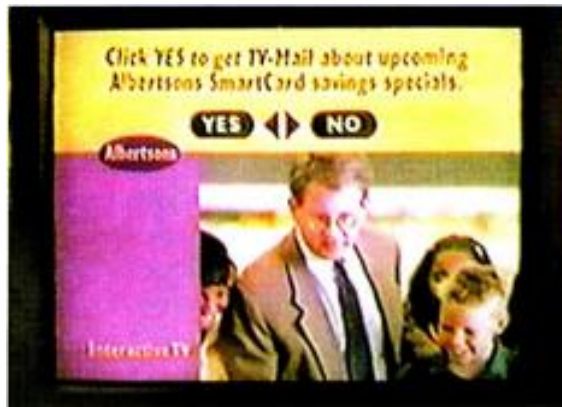 Click YES to get TV-Mail about upcoming
Albertsons SmartCard savings specials.
YES NO
Albertsons
InteractiveTV